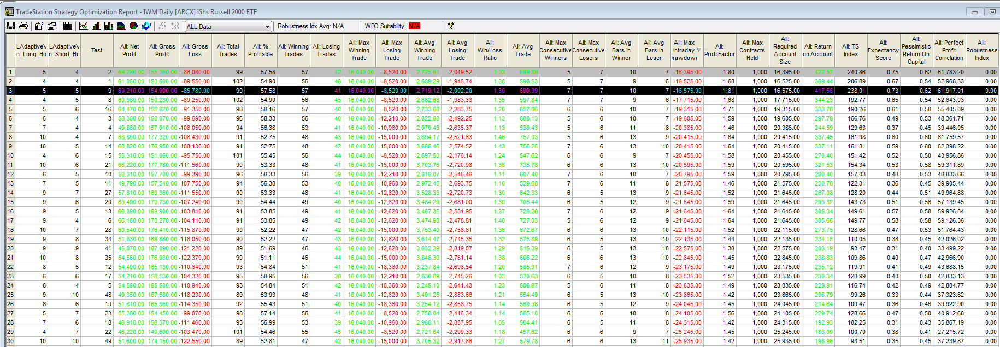 TradeStation Strategy Optimization Report - IWM Daily [ARCX] iShs Russell 2000 ETF
ALL Data Robustness Idx Avg: N/A WFO Suitability: N/A
-LAdaptiveV in_Long_Ho -LAdaptiveV n_Short_Ho Test All: Net Profit All: Gross Profit All: Gross Loss All: Total Trades All: % Profitable All: Winning Trades All: Losing Trades All: Max Winning Trade All: Max Losing Trade All: Avg Winning Trade All: Avg Losing Trade All: Win/Loss Ratio All: Avg Trade All: Max Consecutive Winners All: Max Consecutive Losers All: Avg Bars in Winner All: Avg Bars in Loser All: Max Intraday Drawdown All: ProfitFactor All: Max Contracts Held All: Required Account Size All: Return on Account All: TS Index All: Expectancy Score All: Pessimistic Return On Capital All: Perfect Profit Correlation All: Robustness Index
1 5 4 2 69,280.00 155,360.00 -86,080.00 99 57.58 57 42 16,040.00 -8,520.00 2,725.61 -2,049.52 1.33 699.80 5 7 10 7 -16,395.00 1.80 1,000 16,395.00 422.57 240.86 0.75 0.62 61,783.20 0.00
2 4 4 1 61,050.00 150,600.00 -89,550.00 102 54.90 56 46 16,040.00 -8,520.00 2,689.29 -1,946.74 1.38 598.53 5 7 9 6 -16,525.00 1.68 1,000 16,525.00 369.44 206.89 0.67 0.54 52,968.33 0.00
3 5 5 9 69,210.00 154,990.00 -85,780.00 99 57.58 57 41 16,040.00 -8,520.00 2,719.12 -2,092.20 1.30 699.09 7 7 10 7 -16,575.00 1.81 1,000 16,575.00 417.56 238.01 0.73 0.62 61,917.01 0.00
4 4 5 8 60,980.00 150,230.00 -89,250.00 102 54.90 56 45 16,040.00 -8,520.00 2,682.68 -1,983.33 1.35 597.84 7 7 9 6 -17,715.00 1.68 1,000 17,715.00 344.23 192.77 0.65 0.54 52,643.03 0.00
5 5 6 16 64,470.00 155,820.00 -91,350.00 98 58.16 57 40 16,040.00 -8,520.00 2,733.68 -2,283.75 1.20 657.86 6 6 10 7 -19,315.00 1.71 1,000 19,315.00 333.78 190.26 0.61 0.58 55,405.09 0.00
6 6 4 3 58,380.00 158,070.00 -99,690.00 96 58.33 56 40 16,040.00 -12,210.00 2,822.68 -2,492.25 1.13 608.13 5 6 10 7 -19,605.00 1.59 1,000 19,605.00 297.78 166.76 0.49 0.53 48,361.71 0.00
7 7 4 4 49,860.00 157,910.00 -108,050.00 94 56.38 53 41 16,040.00 -10,960.00 2,979.43 -2,635.37 1.13 530.43 5 6 11 8 -20,385.00 1.46 1,000 20,385.00 244.59 129.63 0.37 0.45 39,446.05 0.00
8 10 4 7 68,890.00 177,320.00 -108,430.00 91 52.75 48 43 16,040.00 -15,000.00 3,694.17 -2,521.63 1.46 757.03 5 6 13 9 -20,415.00 1.64 1,000 20,415.00 337.45 161.98 0.60 0.60 61,759.57 0.00
9 10 5 14 68,820.00 176,950.00 -108,130.00 91 52.75 48 42 16,040.00 -15,000.00 3,686.46 -2,574.52 1.43 756.26 7 6 13 10 -20,415.00 1.64 1,000 20,415.00 337.11 161.81 0.59 0.60 62,398.22 0.00
10 4 6 15 55,310.00 151,060.00 -95,750.00 101 55.45 56 44 16,040.00 -8,520.00 2,697.50 -2,176.14 1.24 547.62 6 6 9 7 -20,455.00 1.58 1,000 20,455.00 270.40 151.42 0.52 0.50 43,956.86 0.00
11 10 6 21 66,220.00 177,780.00 -111,560.00 90 53.33 48 41 16,040.00 -15,000.00 3,703.75 -2,720.98 1.36 735.78 6 6 13 10 -20,595.00 1.59 1,000 20,595.00 321.53 154.34 0.53 0.58 59,311.89 0.00
12 6 5 10 58,310.00 157,700.00 -99,390.00 96 58.33 56 39 16,040.00 -12,210.00 2,816.07 -2,548.46 1.11 607.40 7 6 10 7 -20,795.00 1.59 1,000 20,795.00 280.40 157.03 0.48 0.53 48,833.66 0.00
13 7 5 11 49,790.00 157,540.00 -107,750.00 94 56.38 53 40 16,040.00 -10,960.00 2,972.45 -2,693.75 1.10 529.68 7 6 11 8 -21,575.00 1.46 1,000 21,575.00 230.78 122.31 0.36 0.45 39,905.44 0.00
14 9 7 27 57,810.00 169,360.00 -111,550.00 90 53.33 48 41 16,040.00 -12,620.00 3,528.33 -2,720.73 1.30 642.33 6 5 13 9 -21,645.00 1.52 1,000 21,645.00 267.08 128.20 0.44 0.51 49,964.88 0.00
15 9 6 20 63,490.00 170,730.00 -107,240.00 90 54.44 49 40 16,040.00 -12,620.00 3,484.29 -2,681.00 1.30 705.44 6 5 12 9 -21,645.00 1.59 1,000 21,645.00 293.32 143.73 0.51 0.56 57,139.45 0.00
16 9 5 13 66,090.00 169,900.00 -103,810.00 91 53.85 49 41 16,040.00 -12,620.00 3,467.35 -2,531.95 1.37 726.26 7 6 12 9 -21,645.00 1.64 1,000 21,645.00 305.34 149.61 0.57 0.58 59,926.84 0.00
17 9 4 6 66,160.00 170,270.00 -104,110.00 91 53.85 49 42 16,040.00 -12,620.00 3,474.90 -2,478.81 1.40 727.03 5 6 12 9 -21,645.00 1.64 1,000 21,645.00 305.66 149.77 0.58 0.58 59,126.36 0.00
18 10 7 28 60,540.00 176,410.00 -115,870.00 90 52.22 47 42 16,040.00 -15,000.00 3,753.40 -2,758.81 1.36 672.67 6 5 13 10 -22,115.00 1.52 1,000 22,115.00 273.75 128.66 0.47 0.53 51,764.43 0.00
19 9 8 34 51,830.00 169,880.00 -118,050.00 90 52.22 47 43 16,040.00 -12,620.00 3,614.47 -2,745.35 1.32 575.89 6 5 13 10 -22,135.00 1.44 1,000 22,135.00 234.15 110.05 0.38 0.45 42,026.02 0.00
20 9 9 41 45,870.00 167,090.00 -121,220.00 89 51.69 46 43 16,040.00 -12,620.00 3,632.39 -2,819.07 1.29 515.39 6 5 13 10 -22,575.00 1.38 1,000 22,575.00 203.19 93.47 0.31 0.40 33,499.22 0.00
21 10 8 35 54,560.00 176,930.00 -122,370.00 90 51.11 46 44 16,040.00 -15,000.00 3,846.30 -2,781.14 1.38 606.22 6 5 13 10 -22,845.00 1.45 1,000 22,845.00 238.83 109.86 0.40 0.47 42,966.90 0.00
22 8 5 12 54,490.00 165,130.00 -110,640.00 93 54.84 51 41 16,040.00 -18,360.00 3,237.84 -2,698.54 1.20 585.91 7 6 12 9 -23,175.00 1.49 1,000 23,175.00 235.12 119.91 0.41 0.49 43,688.15 0.00
23 6 6 17 54,210.00 158,530.00 -104,320.00 95 58.95 56 38 16,040.00 -12,210.00 2,830.89 -2,745.26 1.03 570.63 6 5 10 8 -23,535.00 1.52 1,000 23,535.00 230.34 128.99 0.40 0.50 42,833.13 0.00
24 8 4 5 54,560.00 165,500.00 -110,940.00 93 54.84 51 42 16,040.00 -18,360.00 3,245.10 -2,641.43 1.23 586.67 5 6 11 8 -23,835.00 1.49 1,000 23,835.00 228.91 116.74 0.42 0.49 42,884.77 0.00
25 9 10 48 49,350.00 167,580.00 -118,230.00 89 53.93 48 41 16,040.00 -12,620.00 3,491.25 -2,883.66 1.21 554.49 6 5 13 10 -23,865.00 1.42 1,000 23,865.00 206.79 99.26 0.33 0.44 37,323.82 0.00
26 8 6 19 51,610.00 165,960.00 -114,350.00 92 55.43 51 40 16,040.00 -18,360.00 3,254.12 -2,858.75 1.14 560.98 6 5 12 9 -24,045.00 1.45 1,000 24,045.00 214.64 109.47 0.36 0.46 39,922.90 0.00
27 5 7 23 55,380.00 154,450.00 -99,070.00 98 57.14 56 41 16,040.00 -8,520.00 2,758.04 -2,416.34 1.14 565.10 6 6 10 8 -24,105.00 1.56 1,000 24,105.00 229.74 128.66 0.47 0.50 40,912.68 0.00
28 7 6 18 46,910.00 158,370.00 -111,460.00 93 56.99 53 39 16,040.00 -10,960.00 2,988.11 -2,857.95 1.05 504.41 6 5 11 8 -24,315.00 1.42 1,000 24,315.00 192.93 102.25 0.31 0.43 35,867.19 0.00
29 4 7 22 46,220.00 149,690.00 -103,470.00 101 54.46 55 45 16,040.00 -8,520.00 2,721.64 -2,299.33 1.18 457.62 6 6 9 7 -25,245.00 1.45 1,000 25,245.00 183.09 100.70 0.38 0.41 27,215.72 0.00
30 10 10 49 51,600.00 174,150.00 -122,550.00 89 52.81 47 42 16,040.00 -15,000.00 3,705.32 -2,917.86 1.27 579.78 6 5 13 11 -25,935.00 1.42 1,000 25,935.00 198.96 93.51 0.35 0.45 37,239.87 0.00